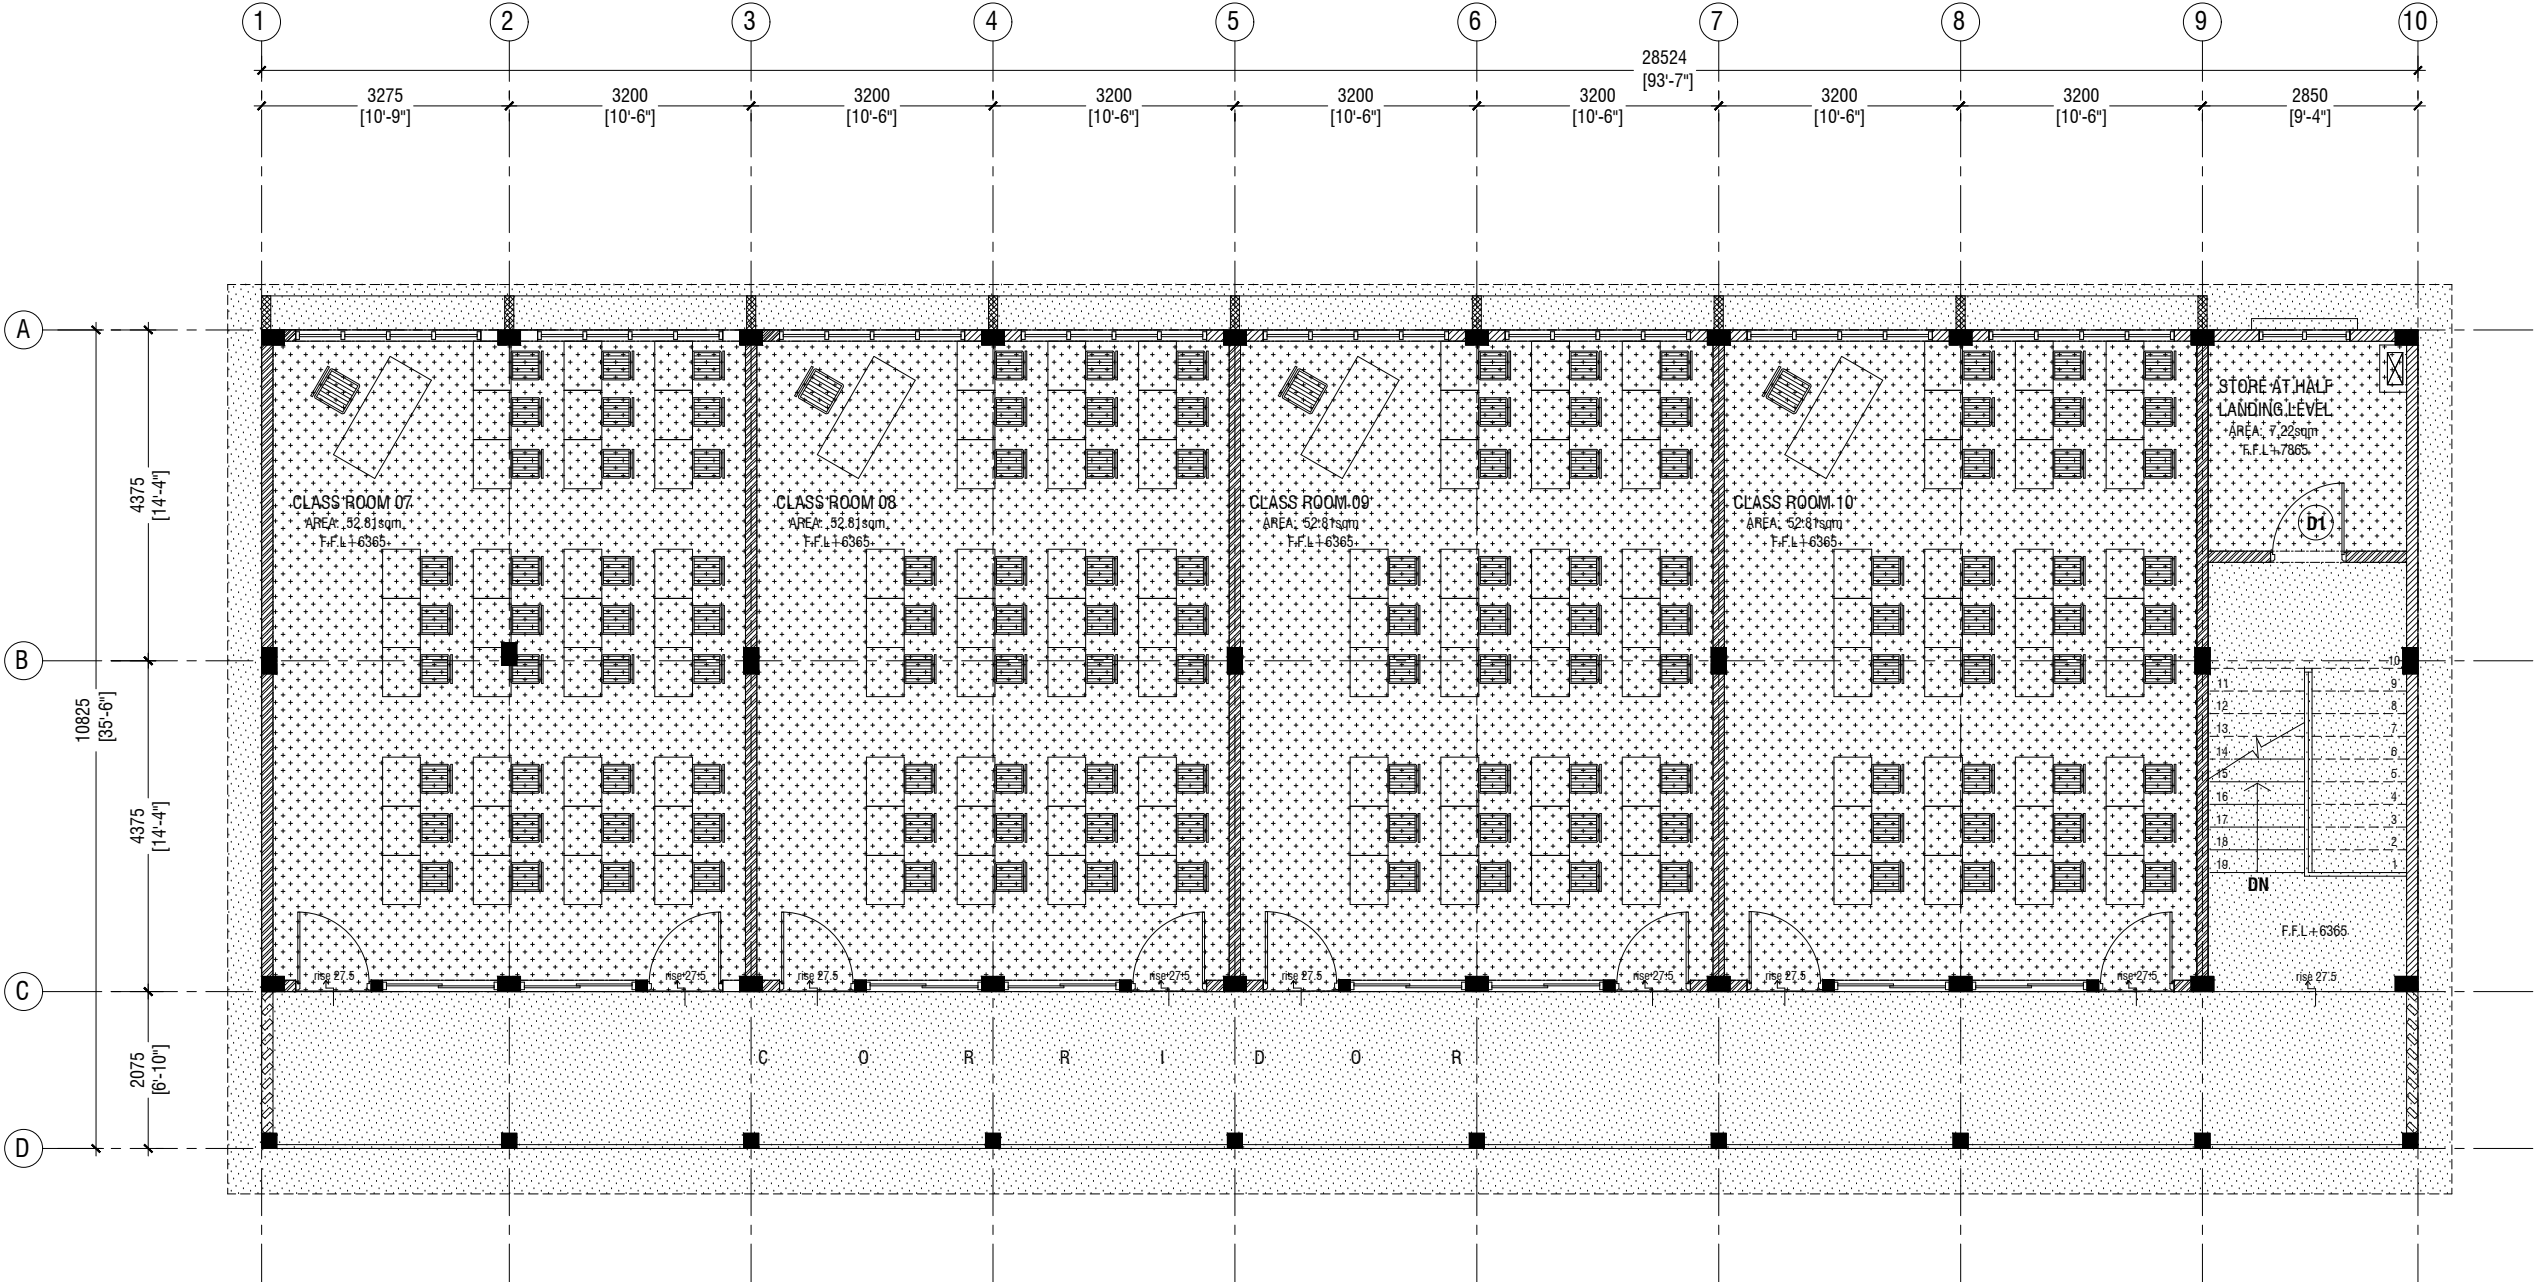 1 2 3 4 5 6 7 8 9 10
28524
[93'-7"]
3275 3200 3200 3200 3200 3200 3200 3200 2850
[10'-9"] [10'-6"] [10'-6"] [10'-6"] [10'-6"] [10'-6"] [10'-6"] [10'-6"] [9'-4"]
A
B
C
D
10825
[35'-6"]
4375
[14'-4"]
4375
[14'-4"]
2075
[6'-10"]
CLASS ROOM 07
AREA: 52.81sqm
F.F.L+6365
CLASS ROOM 08
AREA: 52.81sqm
F.F.L+6365
CLASS ROOM 09
AREA: 52.81sqm
F.F.L+6365
CLASS ROOM 10
AREA: 52.81sqm
F.F.L+6365
STORE AT HALF
LANDING LEVEL
AREA: 7.22sqm
F.F.L+7865
D1
10
11 9
12 8
13 7
14 6
15 5
16 4
17 3
18 2
19 1
DN
F.F.L+6365
rise 27.5 rise 27.5 rise 27.5 rise 27.5 rise 27.5 rise 27.5 rise 27.5 rise 27.5 rise 27.5
C O R R I D O R